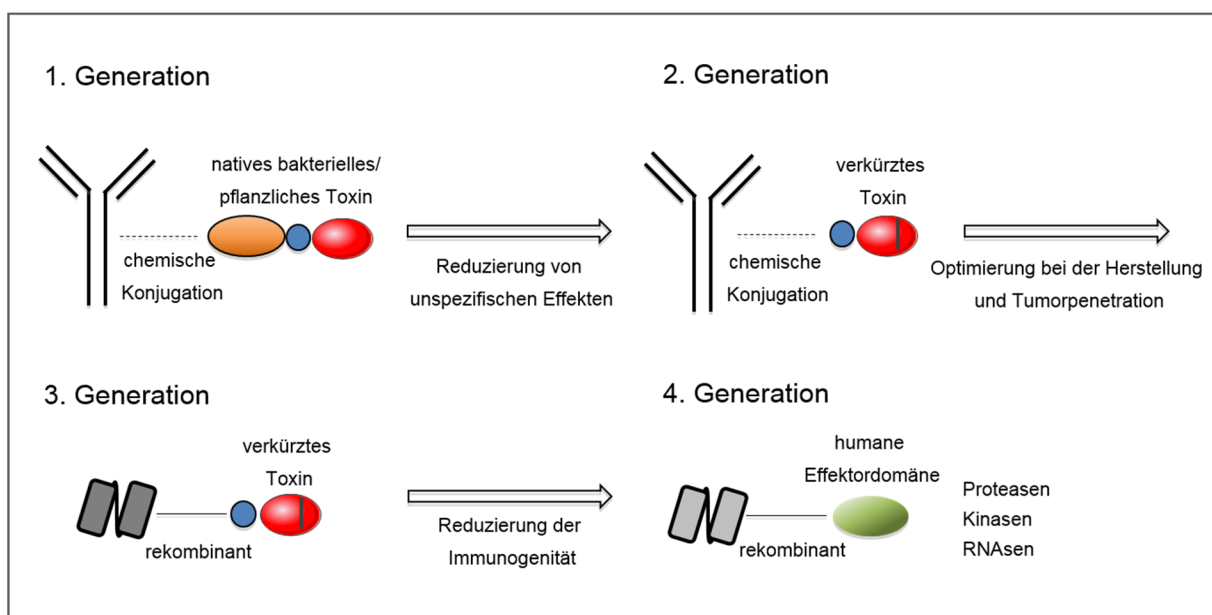 1. Generation
natives bakterielles/
pflanzliches Toxin
chemische
Konjugation
Reduzierung von
unspezifischen Effekten
2. Generation
verkürztes
Toxin
chemische
Konjugation
Optimierung bei der Herstellung
und Tumorpenetration
3. Generation
verkürztes
Toxin
rekombinant
Reduzierung der
Immunogenität
4. Generation
humane
Effektordomäne
rekombinant
Proteasen
Kinasen
RNAsen